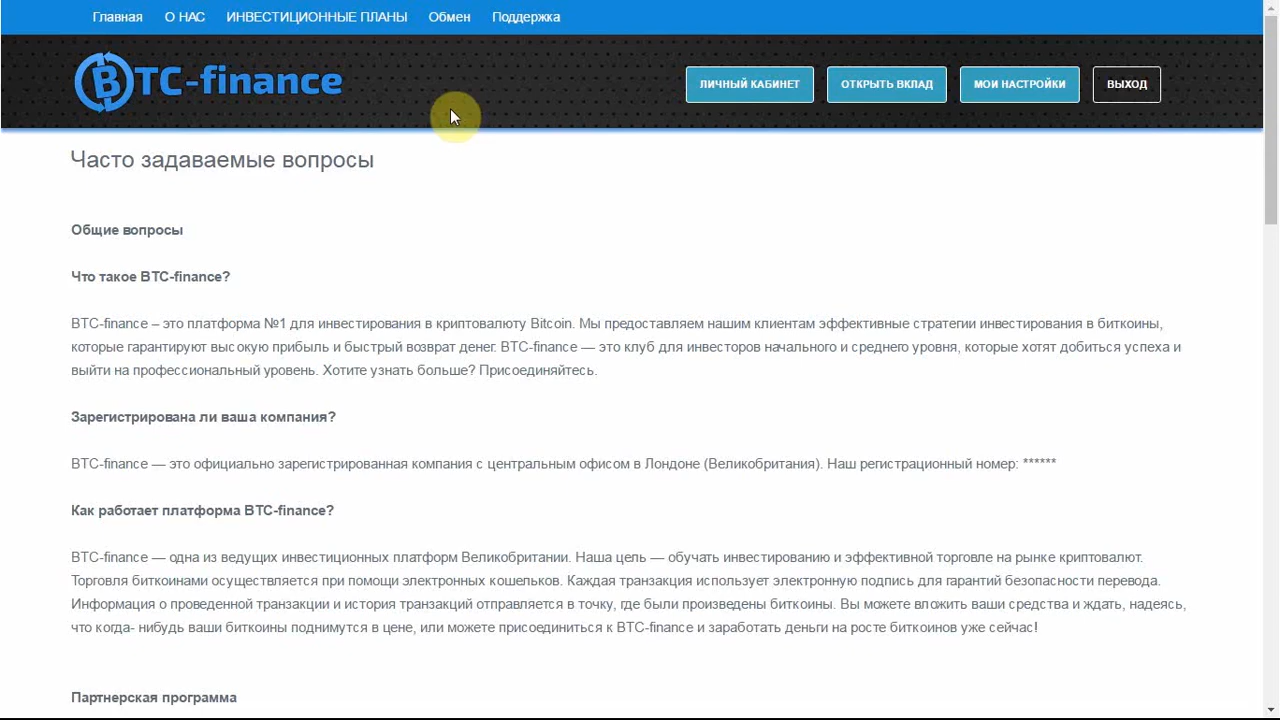 Главная О НАС ИНВЕСТИЦИОННЫЕ ПЛАНЫ Обмен Поддержка
BTC-finance
ЛИЧНЫЙ КАБИНЕТ ОТКРЫТЬ ВКЛАД МОИ НАСТРОЙКИ ВЫХОД
Часто задаваемые вопросы
Общие вопросы
Что такое BTC-finance?
BTC-finance – это платформа №1 для инвестирования в криптовалюту Bitcoin. Мы предоставляем нашим клиентам эффективные стратегии инвестирования в биткоины,
которые гарантируют высокую прибыль и быстрый возврат денег. BTC-finance — это клуб для инвесторов начального и среднего уровня, которые хотят добиться успеха и
выйти на профессиональный уровень. Хотите узнать больше? Присоединяйтесь.
Зарегистрирована ли ваша компания?
BTC-finance — это официально зарегистрированная компания с центральным офисом в Лондоне (Великобритания). Наш регистрационный номер: ******
Как работает платформа BTC-finance?
BTC-finance — одна из ведущих инвестиционных платформ Великобритании. Наша цель — обучать инвестированию и эффективной торговле на рынке криптовалют.
Торговля биткоинами осуществляется при помощи электронных кошельков. Каждая транзакция использует электронную подпись для гарантий безопасности перевода.
Информация о проведенной транзакции и история транзакций отправляется в точку, где были произведены биткоины. Вы можете вложить ваши средства и ждать, надеясь,
что когда- нибудь ваши биткоины поднимутся в цене, или можете присоединиться к BTC-finance и заработать деньги на росте биткоинов уже сейчас!
Партнерская программа